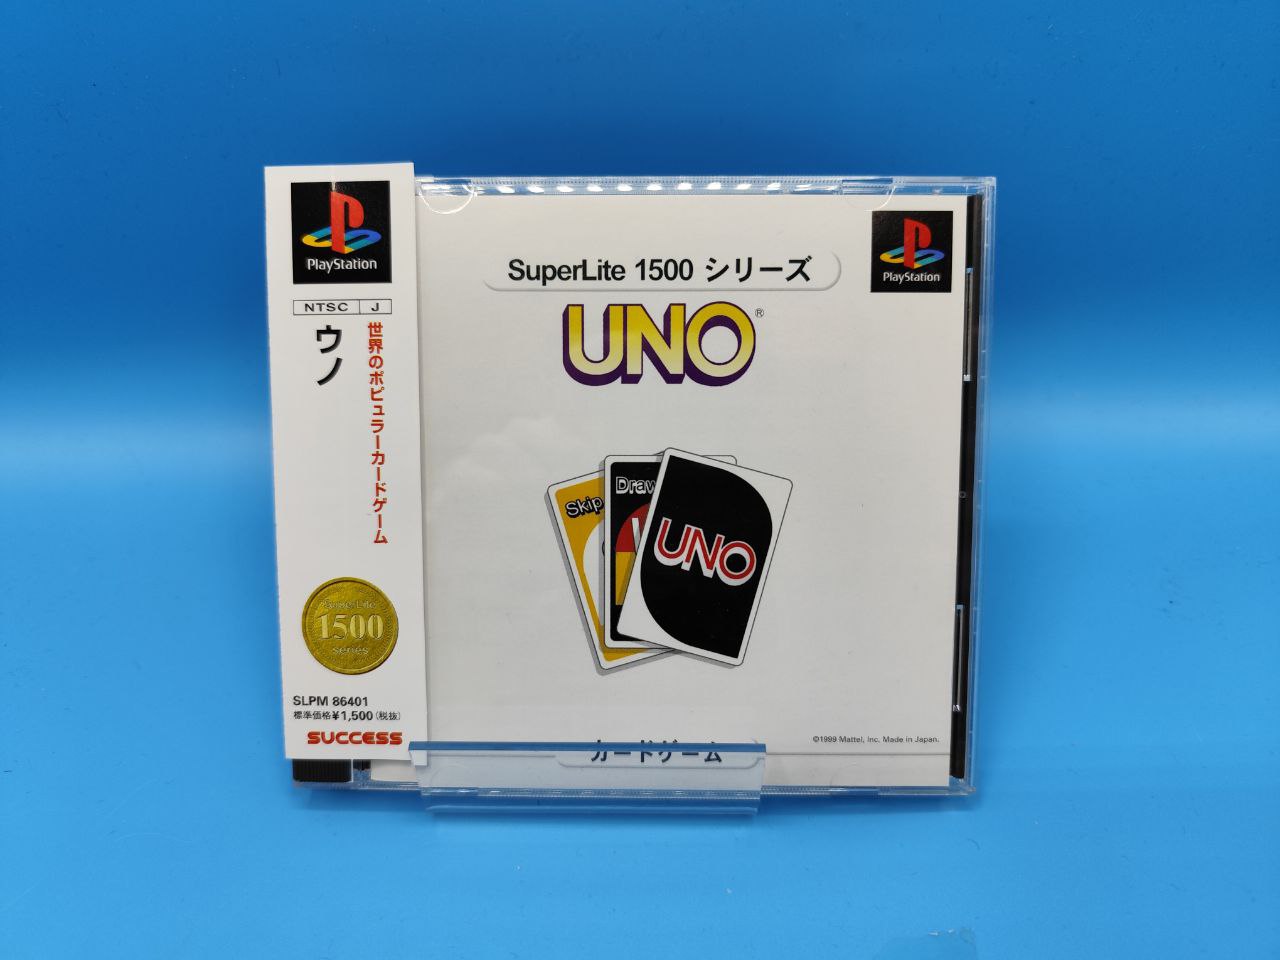 PlayStation
NTSC J
ウノ
世界のポピュラーカードゲーム
SuperLite
1500
series
SLPM 86401
標準価格¥1,500(税抜)
SUCCESS
SuperLite 1500 シリーズ
PlayStation
UNO®
Skip
Draw
UNO
©1999 Mattel, Inc. Made in Japan.
カードゲーム